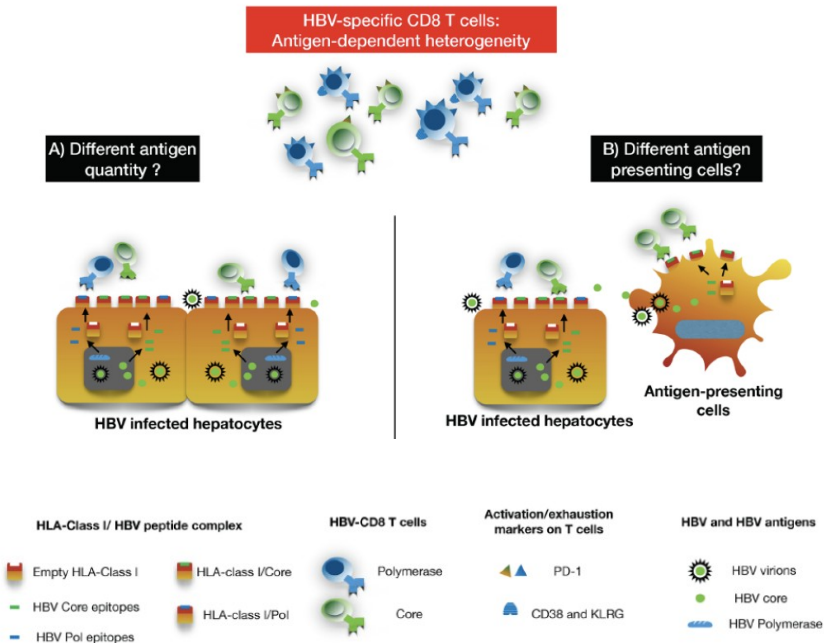 HBV-specific CD8 T cells:
Antigen-dependent heterogeneity
A) Different antigen
quantity ?
B) Different antigen
presenting cells?
HBV infected hepatocytes
HBV infected hepatocytes
Antigen-presenting
cells
HLA-Class I/ HBV peptide complex
Empty HLA-Class I
HLA-class I/Core
HBV Core epitopes
HLA-class I/Pol
HBV Pol epitopes
HBV-CD8 T cells
Polymerase
Core
Activation/exhaustion
markers on T cells
PD-1
CD38 and KLRG
HBV and HBV antigens
HBV virions
HBV core
HBV Polymerase